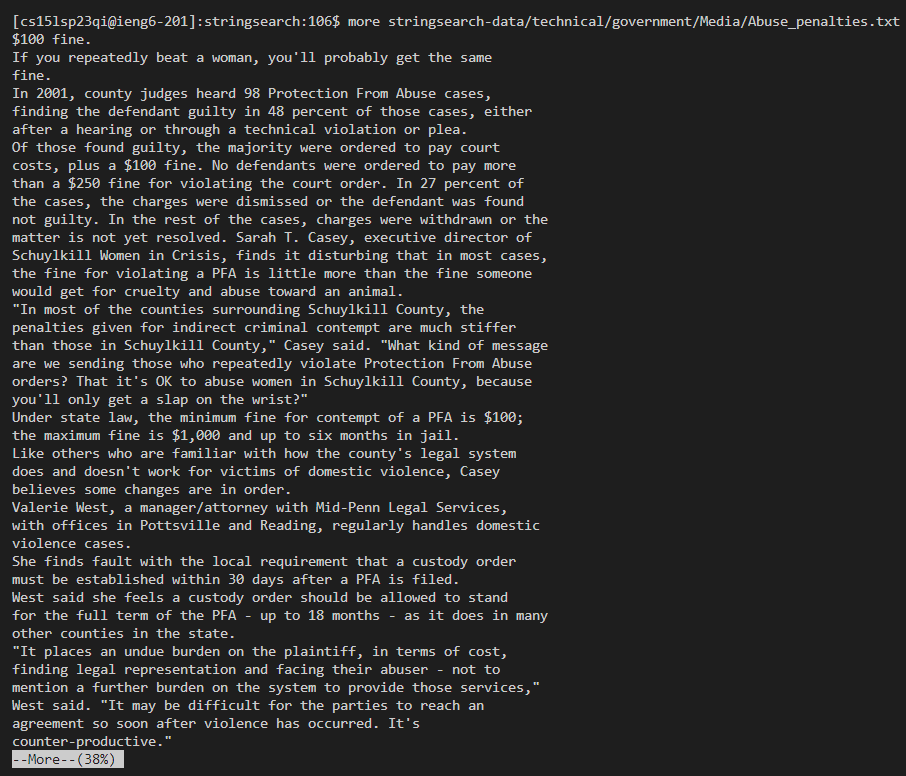 [cs15lsp23qi@ieng6-201]:stringsearch:106$ more stringsearch-data/technical/government/Media/Abuse_penalties.txt
$100 fine.
If you repeatedly beat a woman, you'll probably get the same
fine.
In 2001, county judges heard 98 Protection From Abuse cases,
finding the defendant guilty in 48 percent of those cases, either
after a hearing or through a technical violation or plea.
Of those found guilty, the majority were ordered to pay court
costs, plus a $100 fine. No defendants were ordered to pay more
than a $250 fine for violating the court order. In 27 percent of
the cases, the charges were dismissed or the defendant was found
not guilty. In the rest of the cases, charges were withdrawn or the
matter is not yet resolved. Sarah T. Casey, executive director of
Schuylkill Women in Crisis, finds it disturbing that in most cases,
the fine for violating a PFA is little more than the fine someone
would get for cruelty and abuse toward an animal.
"In most of the counties surrounding Schuylkill County, the
penalties given for indirect criminal contempt are much stiffer
than those in Schuylkill County," Casey said. "What kind of message
are we sending those who repeatedly violate Protection From Abuse
orders? That it's OK to abuse women in Schuylkill County, because
you'll only get a slap on the wrist?"
Under state law, the minimum fine for contempt of a PFA is $100;
the maximum fine is $1,000 and up to six months in jail.
Like others who are familiar with how the county's legal system
does and doesn't work for victims of domestic violence, Casey
believes some changes are in order.
Valerie West, a manager/attorney with Mid-Penn Legal Services,
with offices in Pottsville and Reading, regularly handles domestic
violence cases.
She finds fault with the local requirement that a custody order
must be established within 30 days after a PFA is filed.
West said she feels a custody order should be allowed to stand
for the full term of the PFA - up to 18 months - as it does in many
other counties in the state.
"It places an undue burden on the plaintiff, in terms of cost,
finding legal representation and facing their abuser - not to
mention a further burden on the system to provide those services,"
West said. "It may be difficult for the parties to reach an
agreement so soon after violence has occurred. It's
counter-productive."
--More--(38%)